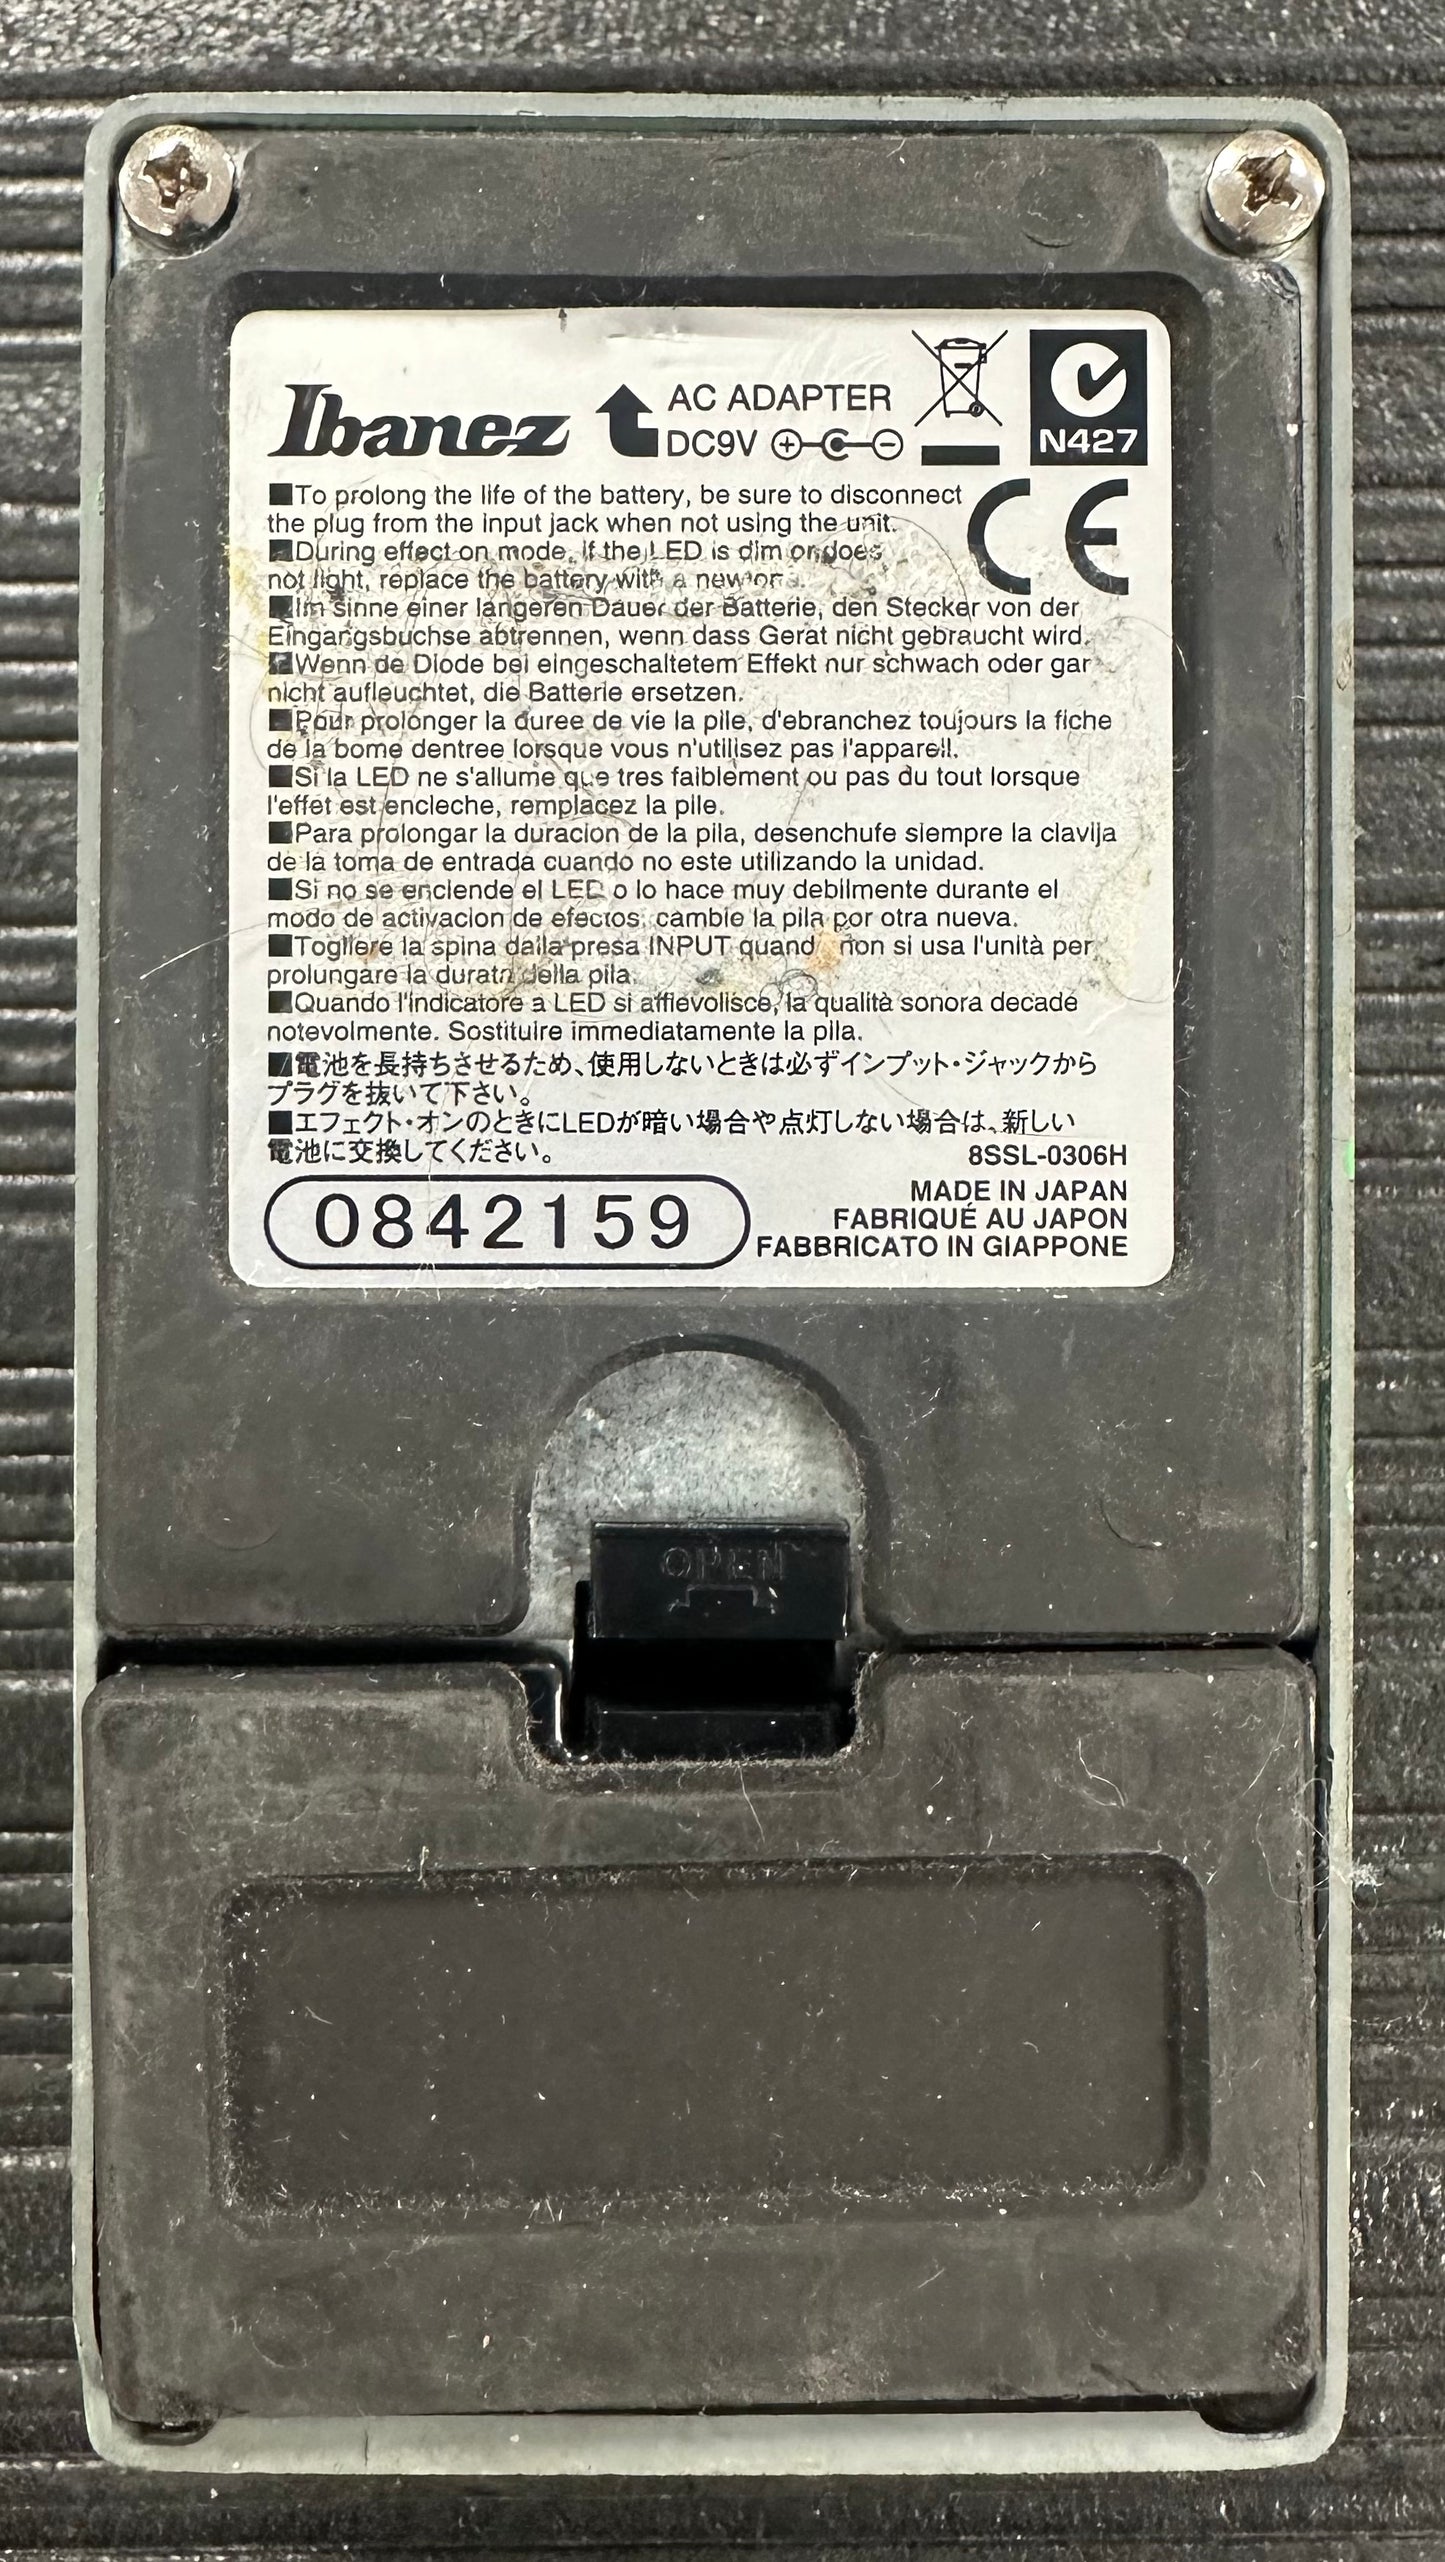 Ibanez
AC ADAPTER
DC9V
N427
CE
■To prolong the life of the battery, be sure to disconnect
the plug from the input jack when not using the unit.
■During effect on mode, if the LED is dim or does
not light, replace the battery with a new one.
■Im sinne einer langeren Dauer der Batterie, den Stecker von der
Eingangsbuchse abtrennen, wenn dass Gerat nicht gebraucht wird.
■Wenn de Diode bei eingeschaltetem Effekt nur schwach oder gar
nicht aufleuchtet, die Batterie ersetzen.
■Pour prolonger la duree de vie la pile, d'ebranchez toujours la fiche
de la bome dentree lorsque vous n'utilisez pas l'appareil.
■Si la LED ne s'allume que tres faiblement ou pas du tout lorsque
l'effet est encleche, remplacez la pile.
■Para prolongar la duracion de la pila, desenchufe siempre la clavija
de la toma de entrada cuando no este utilizando la unidad.
■Si no se enciende el LED o lo hace muy debilmente durante el
modo de activacion de efectos, cambie la pila por otra nueva.
■Togliere la spina dalla presa INPUT quando non si usa l'unità per
prolungare la durata della pila.
■Quando l'indicatore a LED si affievolisce, la qualità sonora decade
notevolmente. Sostituire immediatamente la pila.
■電池を長持ちさせるため、使用しないときは必ずインプット・ジャックから
プラグを抜いて下さい。
■エフェクト・オンのときにLEDが暗い場合や点灯しない場合は、新しい
電池に交換してください。
8SSL-0306H
0842159
MADE IN JAPAN
FABRIQUÉ AU JAPON
FABBRICATO IN GIAPPONE
OPEN